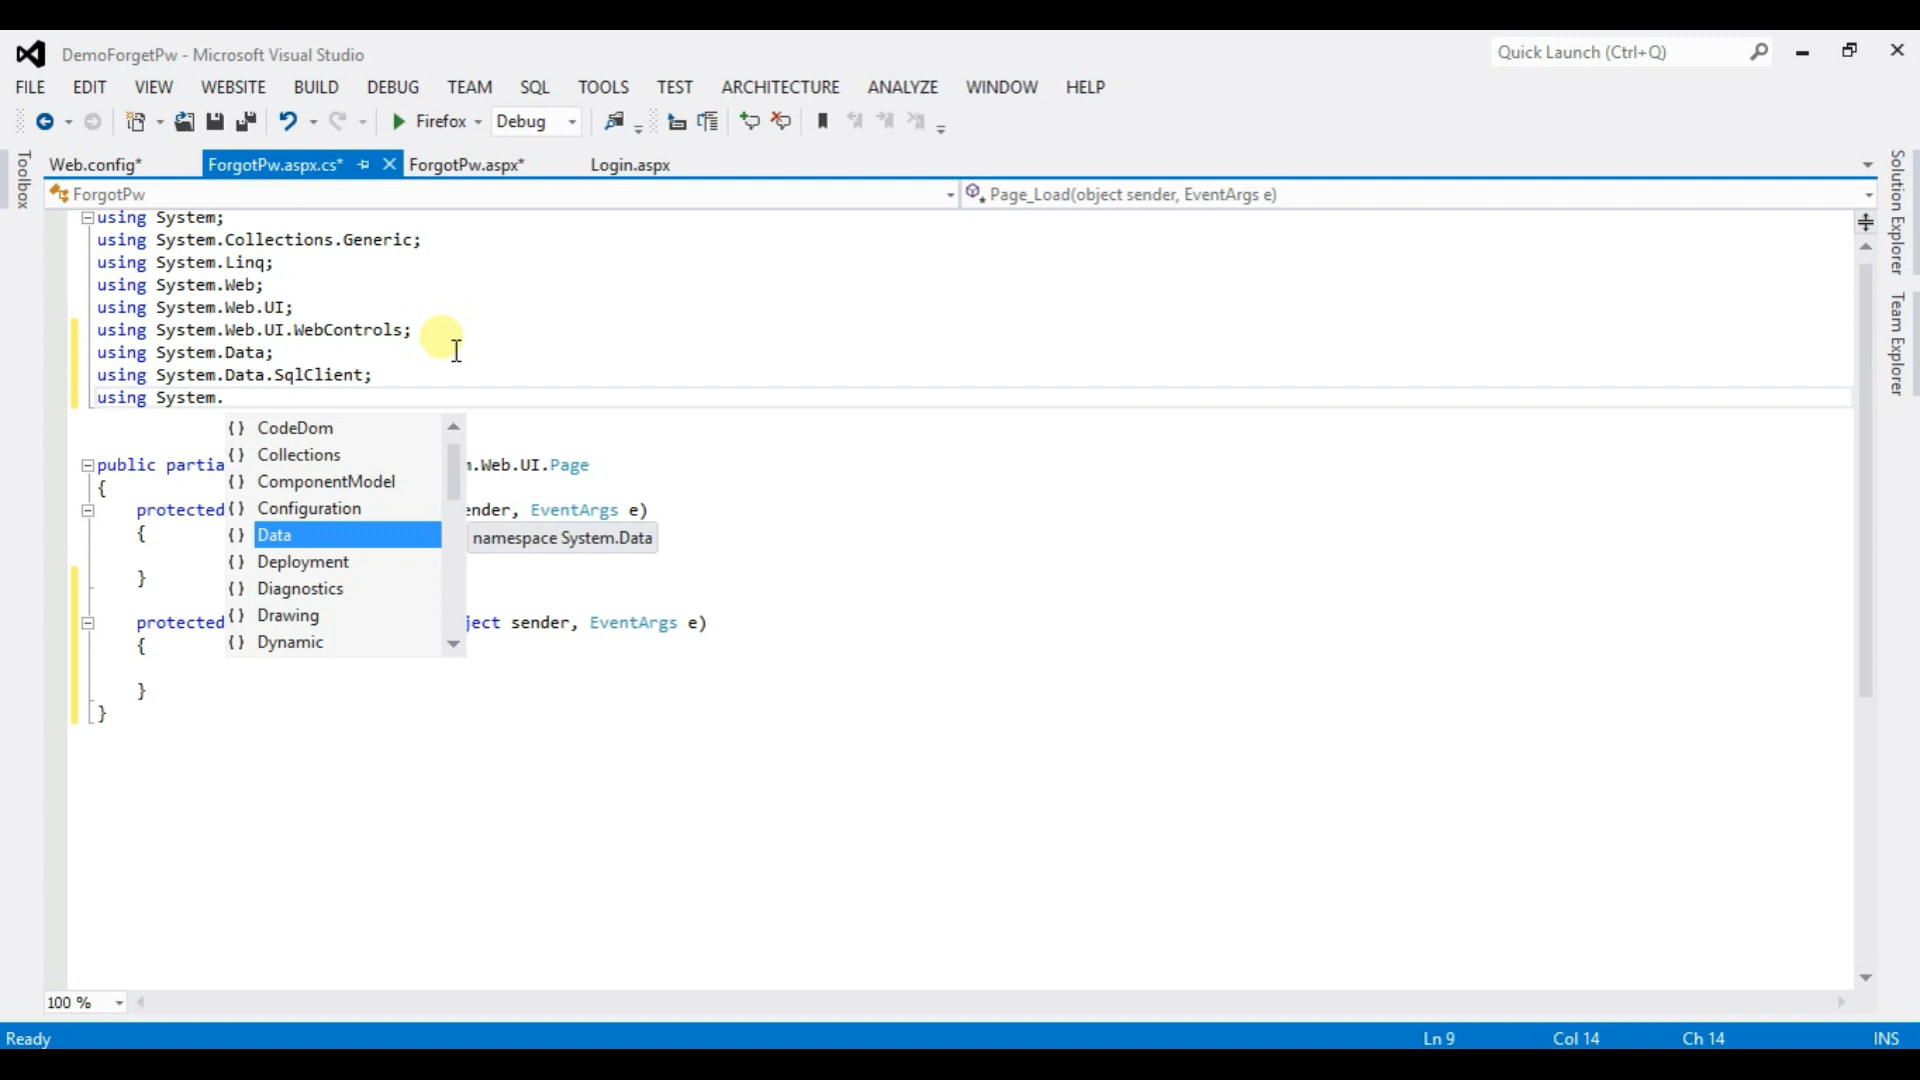 DemoForgetPw - Microsoft Visual Studio
Quick Launch (Ctrl+Q)
FILE EDIT VIEW WEBSITE BUILD DEBUG TEAM SQL TOOLS TEST ARCHITECTURE ANALYZE WINDOW HELP
Firefox Debug
Toolbox
Web.config* ForgotPw.aspx.cs* ForgotPw.aspx* Login.aspx
ForgotPw Page_Load(object sender, EventArgs e)
Solution Explorer
Team Explorer
using System;
using System.Collections.Generic;
using System.Linq;
using System.Web;
using System.Web.UI;
using System.Web.UI.WebControls;
using System.Data;
using System.Data.SqlClient;
using System.
{} CodeDom
{} Collections
{} ComponentModel
{} Configuration
{} Data
{} Deployment
{} Diagnostics
{} Drawing
{} Dynamic
namespace System.Data
public partia .Web.UI.Page
{
protected ender, EventArgs e)
{
}
protected ject sender, EventArgs e)
{
}
}
100 %
Ready Ln 9 Col 14 Ch 14 INS